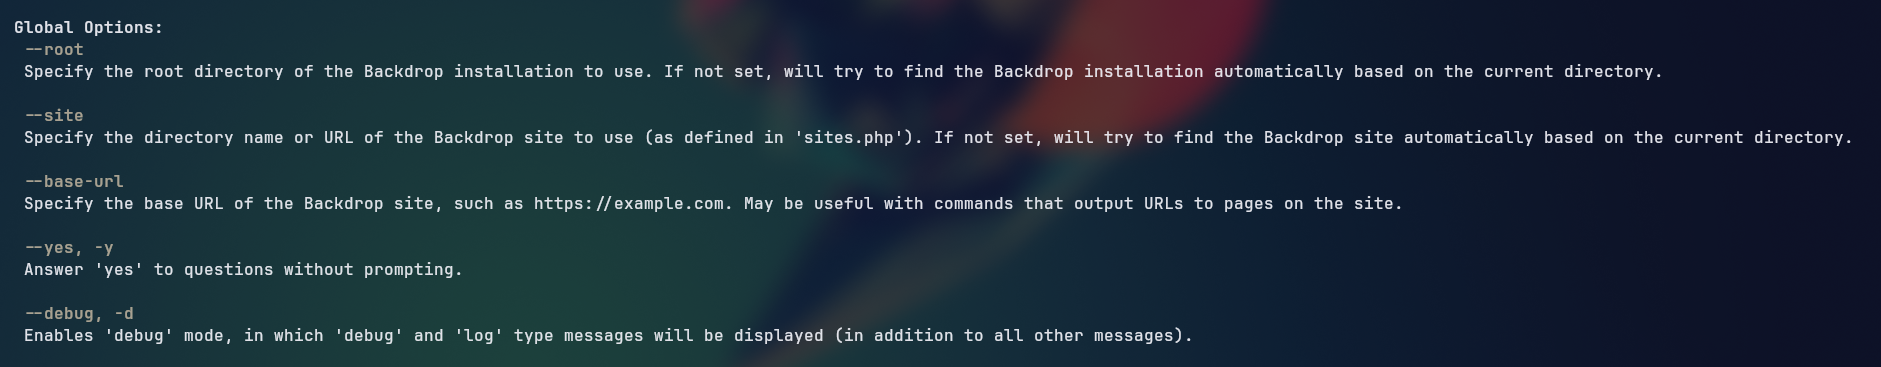 Global Options:
--root
Specify the root directory of the Backdrop installation to use. If not set, will try to find the Backdrop installation automatically based on the current directory.
--site
Specify the directory name or URL of the Backdrop site to use (as defined in 'sites.php'). If not set, will try to find the Backdrop site automatically based on the current directory.
--base-url
Specify the base URL of the Backdrop site, such as https://example.com. May be useful with commands that output URLs to pages on the site.
--yes, -y
Answer 'yes' to questions without prompting.
--debug, -d
Enables 'debug' mode, in which 'debug' and 'log' type messages will be displayed (in addition to all other messages).